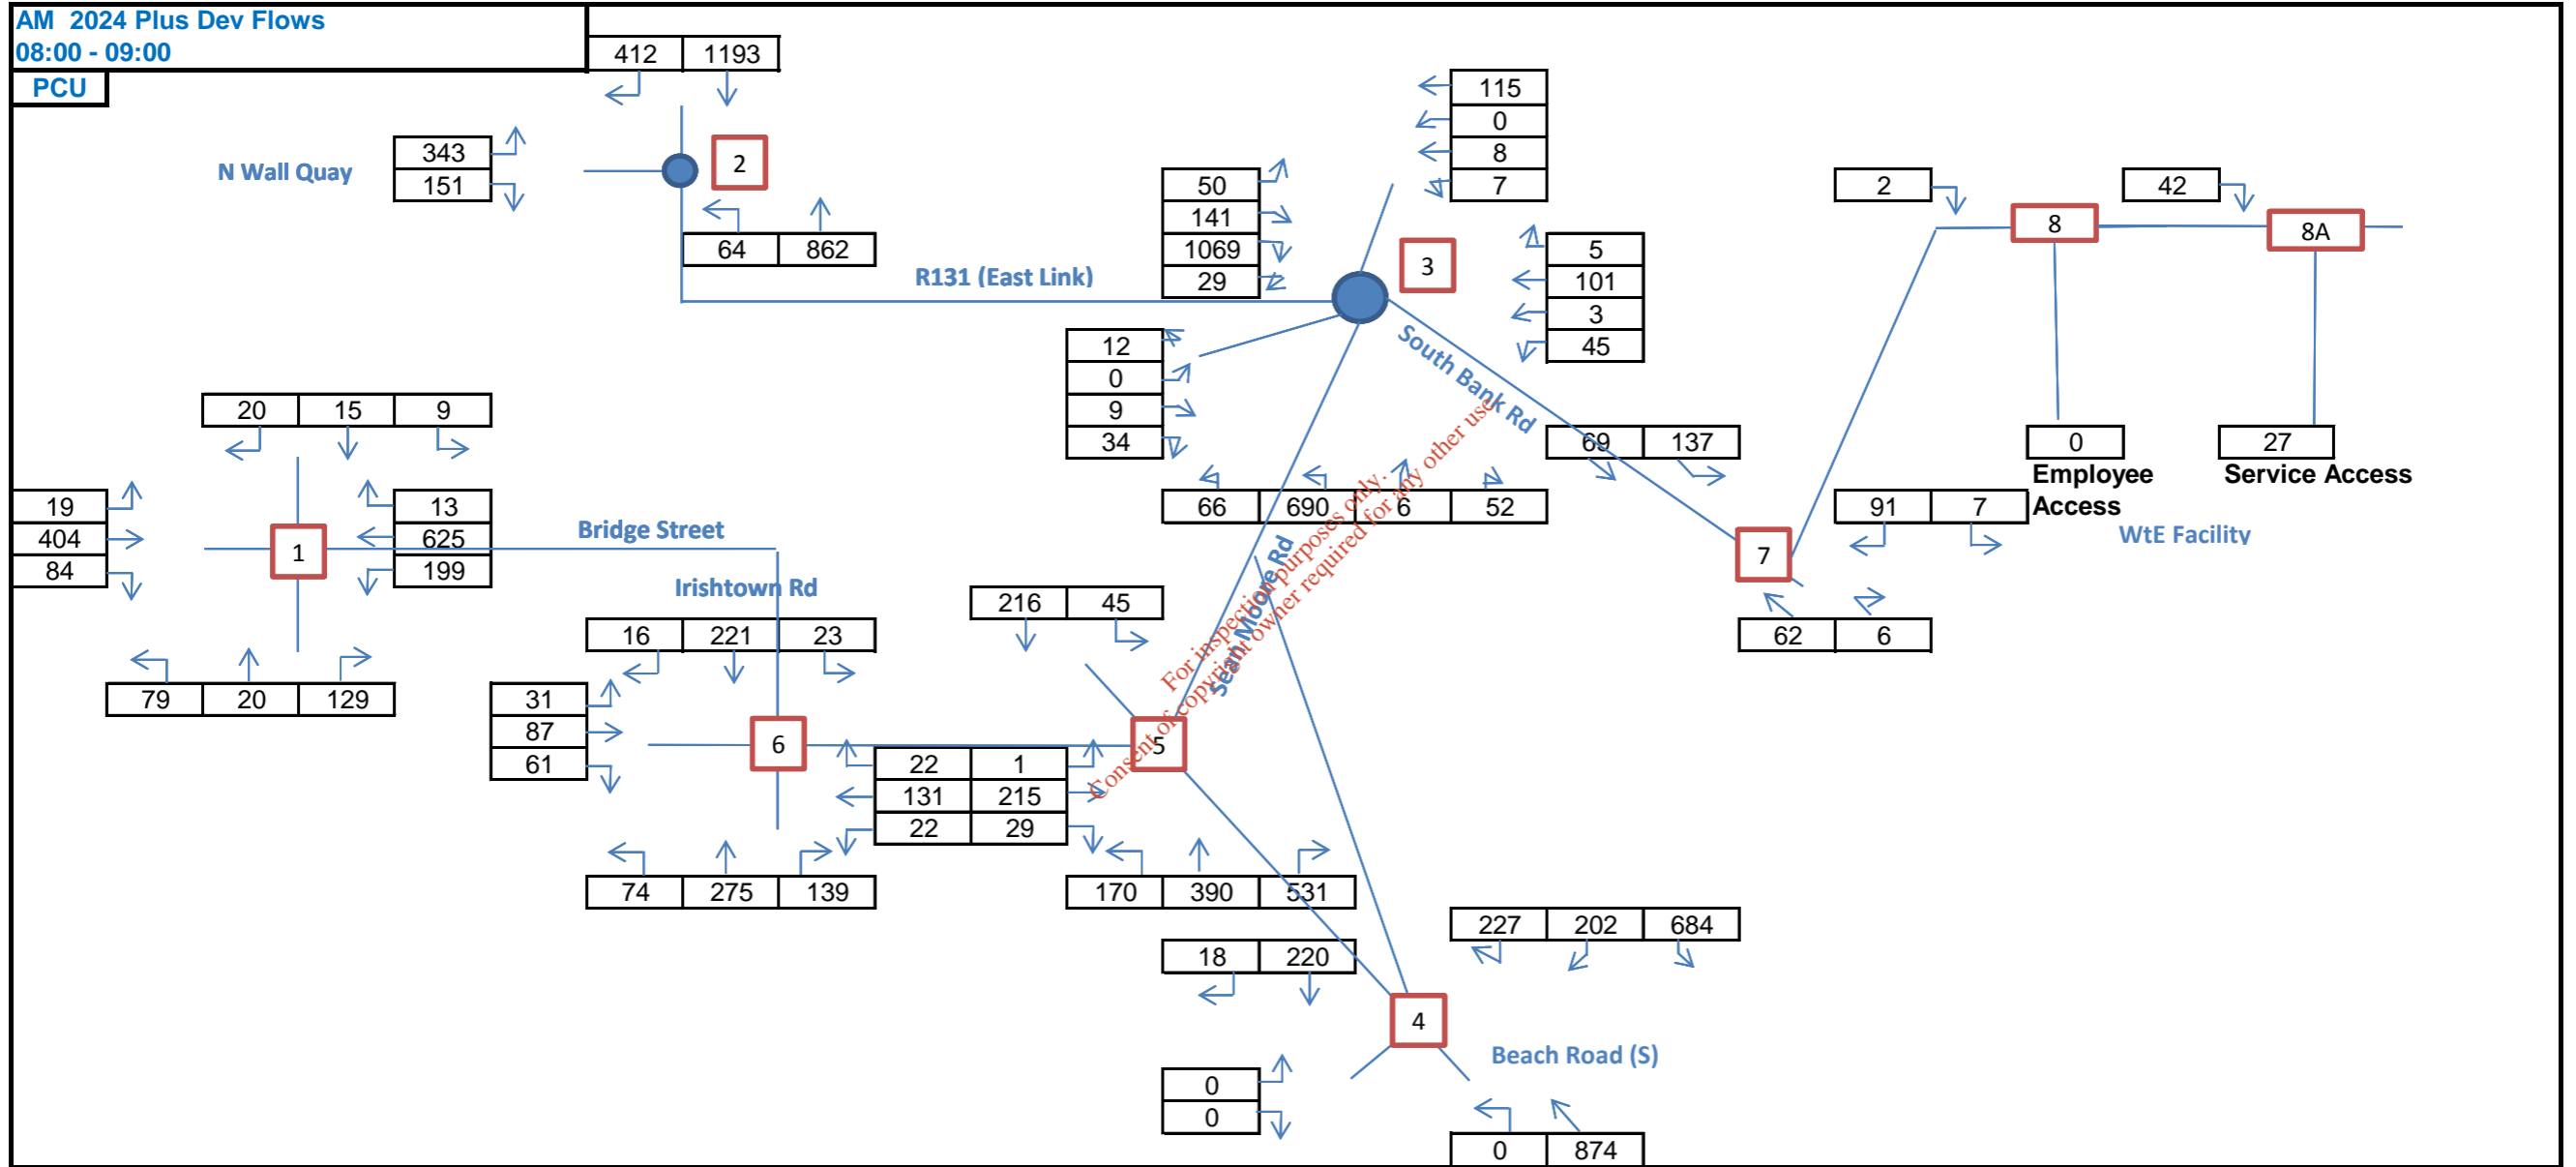 AM 2024 Plus Dev Flows
08:00 - 09:00
PCU
412 1193
N Wall Quay
343
151
2
64 862
R131 (East Link)
50
141
1069
29
115
0
8
7
3
5
101
3
45
12
0
9
34
South Bank Rd
66 690 6 52
69 137
2
42
8
8A
0
Employee
Access
27
Service Access
WtE Facility
91 7
7
62 6
20 15 9
19
404
84
1
13
625
199
Bridge Street
79 20 129
Irishtown Rd
16 221 23
31
87
61
6
22 1
131 215
22 29
74 275 139
216 45
Sean Moore Rd
For inspection purposes only.
Consent of copyright owner required for any other use.
5
170 390 531
18 220
227 202 684
4
Beach Road (S)
0
0
0 874